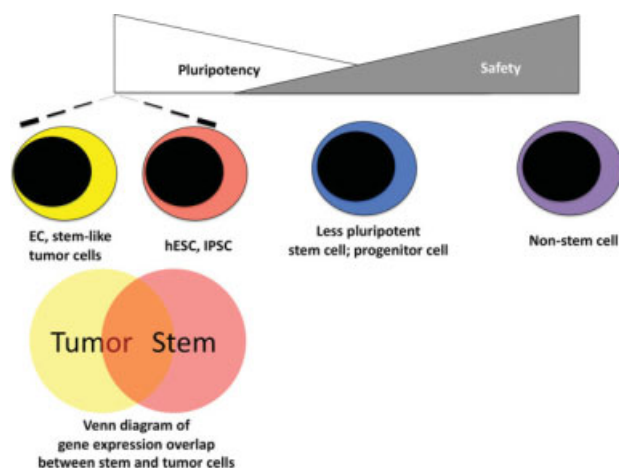 Pluripotency
Safety
EC, stem-like
tumor cells
hESC, IPSC
Less pluripotent
stem cell; progenitor cell
Non-stem cell
Tumor Stem
Venn diagram of
gene expression overlap
between stem and tumor cells